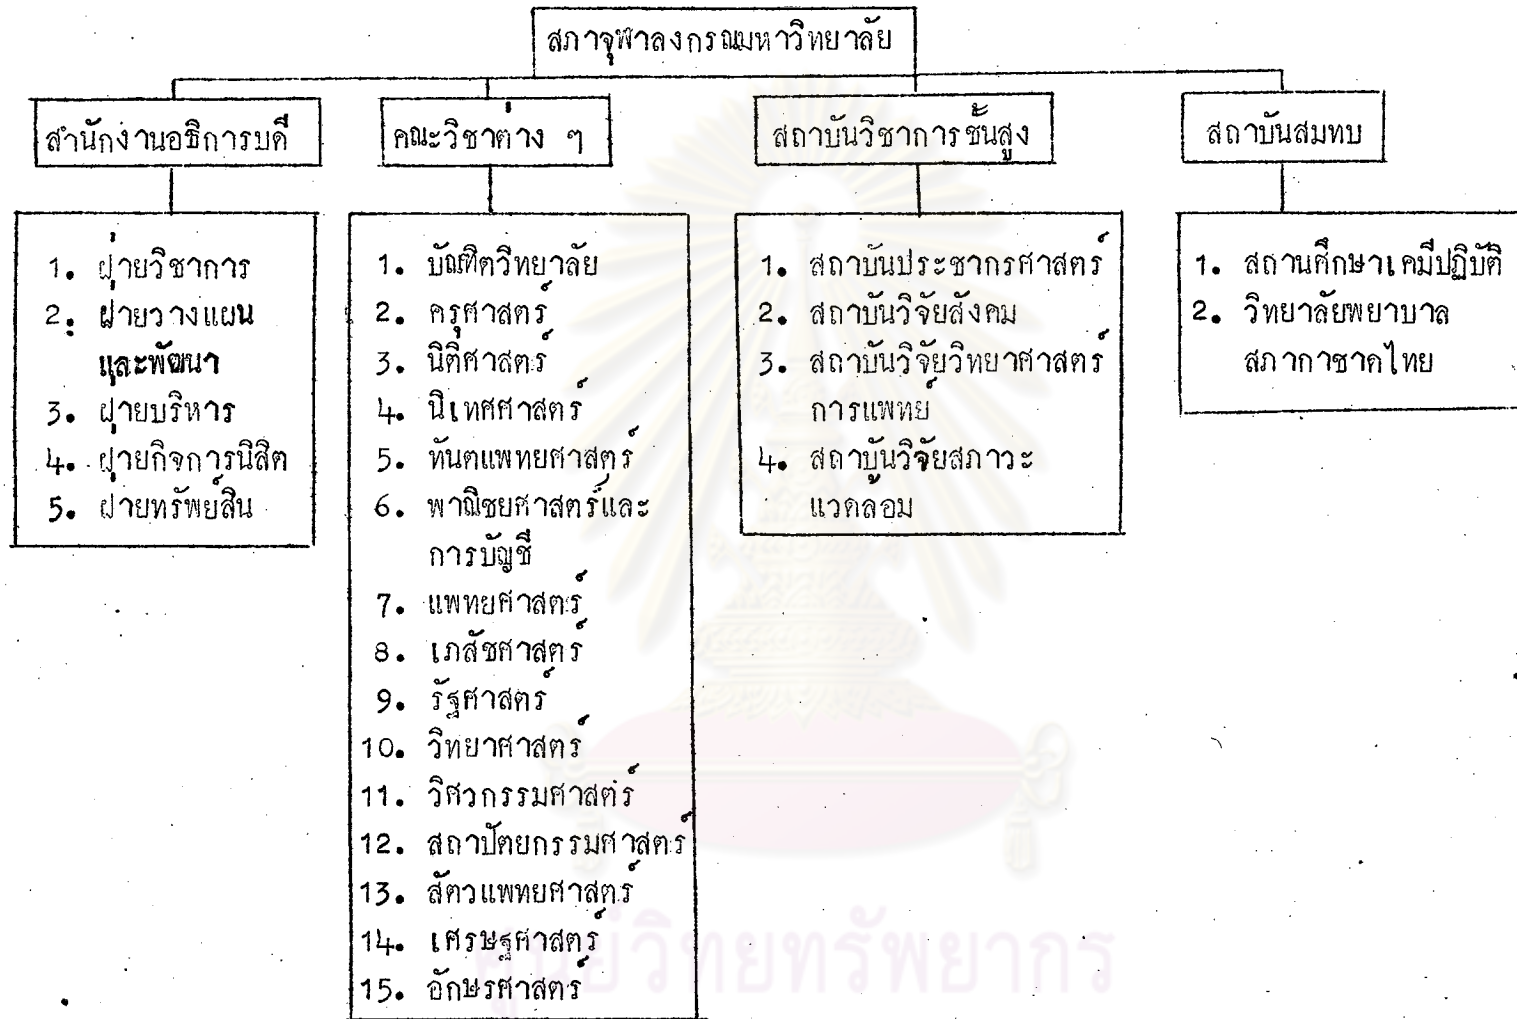 สภาจุฬาลงกรณมหาวิทยาลัย
สำนักงานอธิการบดี
คณะวิชาต่าง ๆ
สถาบันวิชาการชั้นสูง
สถาบันสมทบ
1. ฝ่ายวิชาการ
2. ฝ่ายวางแผน
และพัฒนา
3. ฝ่ายบริหาร
4. ฝ่ายกิจการนิสิต
5. ฝ่ายทรัพย์สิน
1. บัณฑิตวิทยาลัย
2. ครุศาสตร์
3. นิติศาสตร์
4. นิเทศศาสตร์
5. ทันตแพทยศาสตร์
6. พาณิชยศาสตร์และ
การบัญชี
7. แพทยศาสตร์
8. เภสัชศาสตร์
9. รัฐศาสตร์
10. วิทยาศาสตร์
11. วิศวกรรมศาสตร์
12. สถาปัตยกรรมศาสตร์
13. สัตวแพทยศาสตร์
14. เศรษฐศาสตร์
15. อักษรศาสตร์
1. สถาบันประชากรศาสตร์
2. สถาบันวิจัยสังคม
3. สถาบันวิจัยวิทยาศาสตร์
การแพทย์
4. สถาบันวิจัยสภาวะ
แวดลอม
1. สถานศึกษาเคมีปฏิบัติ
2. วิทยาลัยพยาบาล
สภากาชาดไทย
ศูนย์วิทยทรัพยากร